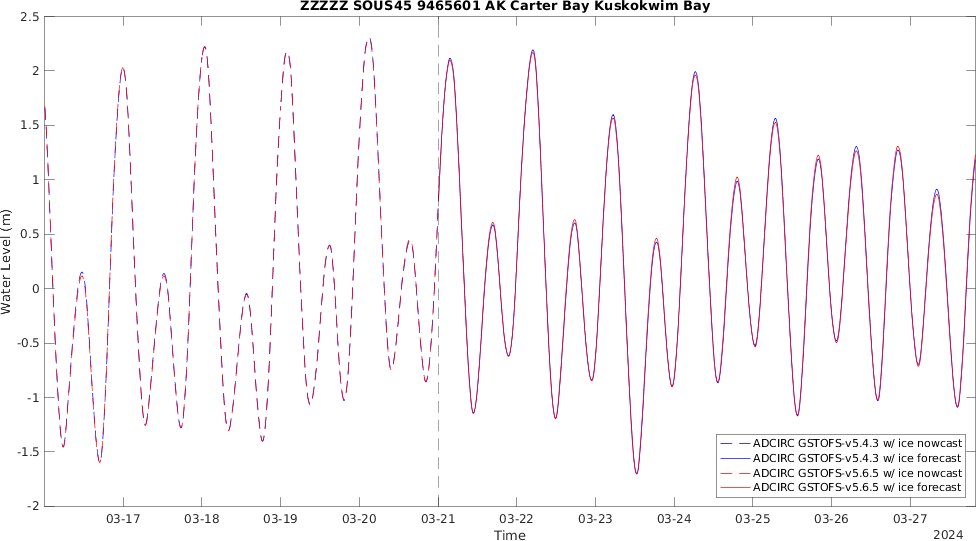 ZZZZZ SOUS45 9465601 AK Carter Bay Kuskokwim Bay
2.5
2
1.5
1
0.5
0
-0.5
-1
-1.5
-2
Water Level (m)
ADCIRC GSTOFS-v5.4.3 w/ ice nowcast
ADCIRC GSTOFS-v5.4.3 w/ ice forecast
ADCIRC GSTOFS-v5.6.5 w/ ice nowcast
ADCIRC GSTOFS-v5.6.5 w/ ice forecast
03-17 03-18 03-19 03-20 03-21 03-22 03-23 03-24 03-25 03-26 03-27
Time
2024